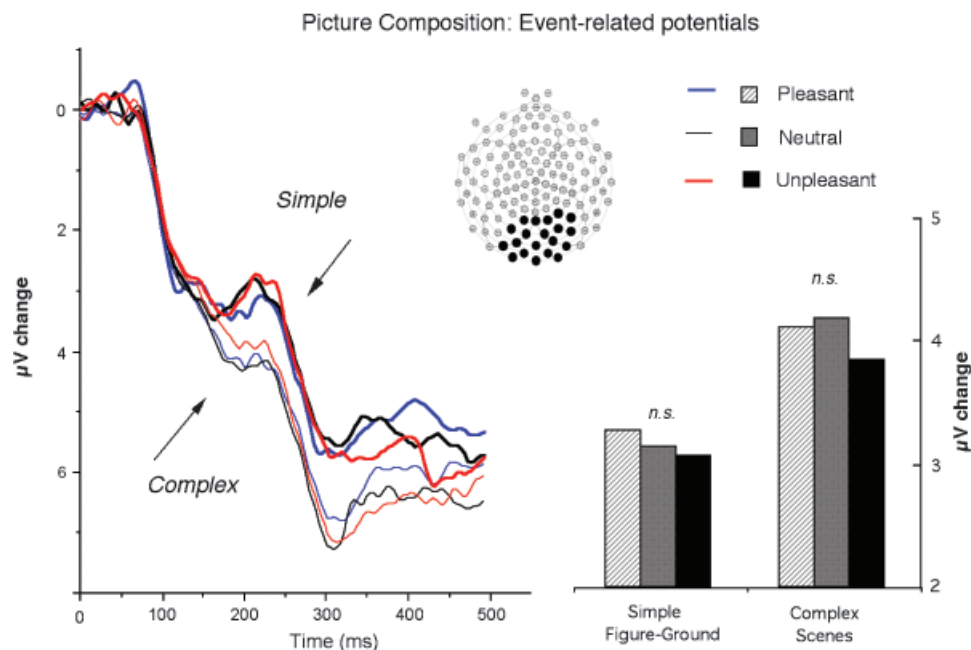 Picture Composition: Event-related potentials
0
2
4
6
µV change
0
100
200
300
400
500
Time (ms)
Simple
Complex
Pleasant
Neutral
Unpleasant
n.s.
n.s.
5
4
3
2
µV change
Simple
Figure-Ground
Complex
Scenes